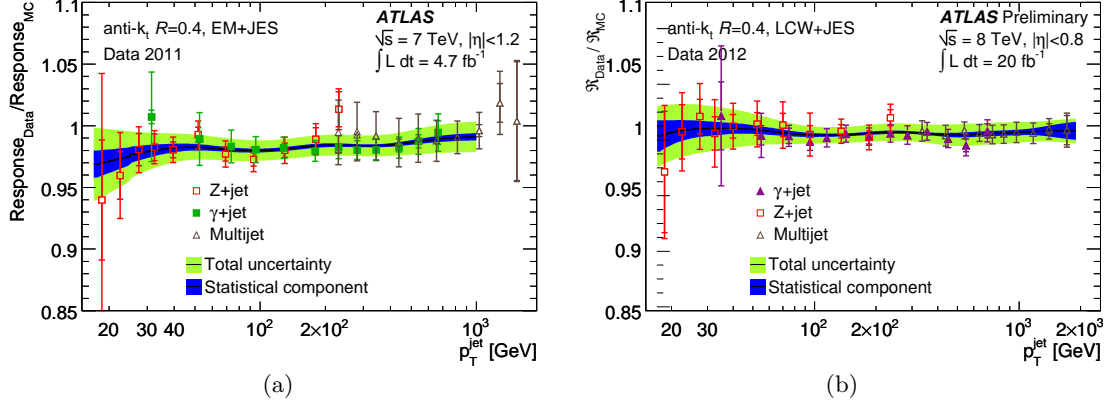 Response_Data/Response_MC
anti-k_t R=0.4, EM+JES
Data 2011
ATLAS
√s = 7 TeV, |η|<1.2
∫ L dt = 4.7 fb⁻¹
1.1
1.05
1
0.95
0.9
0.85
Z+jet
γ+jet
Multijet
Total uncertainty
Statistical component
20 30 40 10² 2×10² 10³
p_T^jet [GeV]
(a)
ℜ_Data / ℜ_MC
anti-k_t R=0.4, LCW+JES
Data 2012
ATLAS Preliminary
√s = 8 TeV, |η|<0.8
∫ L dt = 20 fb⁻¹
1.1
1.05
1
0.95
0.9
0.85
γ+jet
Z+jet
Multijet
Total uncertainty
Statistical component
20 30 10² 2×10² 10³ 2×10³
p_T^jet [GeV]
(b)